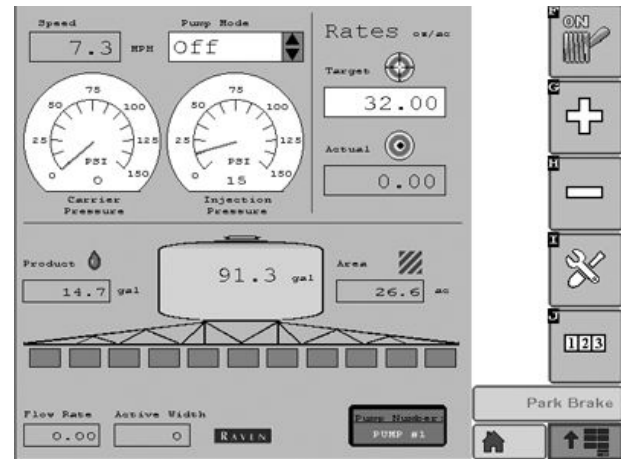 Speed
7.3 MPH
Pump Mode
Off
Rates oz/ac
Target
32.00
Actual
0.00
75
50 100
25 125
PSI
0 150
0
Carrier
Pressure
75
50 100
25 125
PSI
0 150
15
Injection
Pressure
Product
14.7 gal
91.3 gal
Area
26.6 ac
Flow Rate
0.00
Active Width
0
RAVEN
Pump Number:
PUMP #1
F
ON
G
H
I
J
123
Park Brake